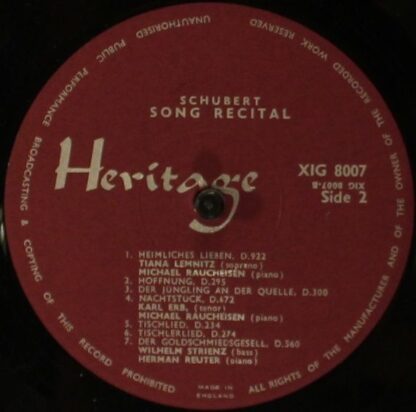 ALL RIGHTS OF THE MANUFACTURER AND OF THE OWNER OF THE RECORDED WORK RESERVED UNAUTHORISED PUBLIC PERFORMANCE BROADCASTING & COPYING OF THIS RECORD PROHIBITED
SCHUBERT
SONG RECITAL
Heritage
XIG 8007
XIG 8007-B
Side 2
1. HEIMLICHES LIEBEN, D.922
TIANA LEMNITZ (soprano)
MICHAEL RAUCHEISEN (piano)
2. HOFFNUNG, D.295
3. DER JUNGLING AN DER QUELLE, D.300
4. NACHTSTUCK, D.672
KARL ERB, (tenor)
MICHAEL RAUCHEISEN (piano)
5. TISCHLIED, D.234
6. TISCHLERLIED, D.274
7. DER GOLDSCHMIEDSGESELL, D.560
WILHELM STRIENZ (bass)
HERMAN REUTER (piano)
MADE IN
ENGLAND